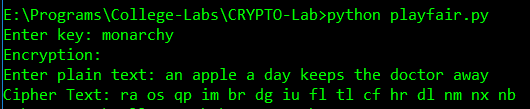 E:\Programs\College-Labs\CRYPTO-Lab>python playfair.py
Enter key: monarchy
Encryption:
Enter plain text: an apple a day keeps the doctor away
Cipher Text: ra os qp im br dg iu fl tl cf hr dl nm nx nb